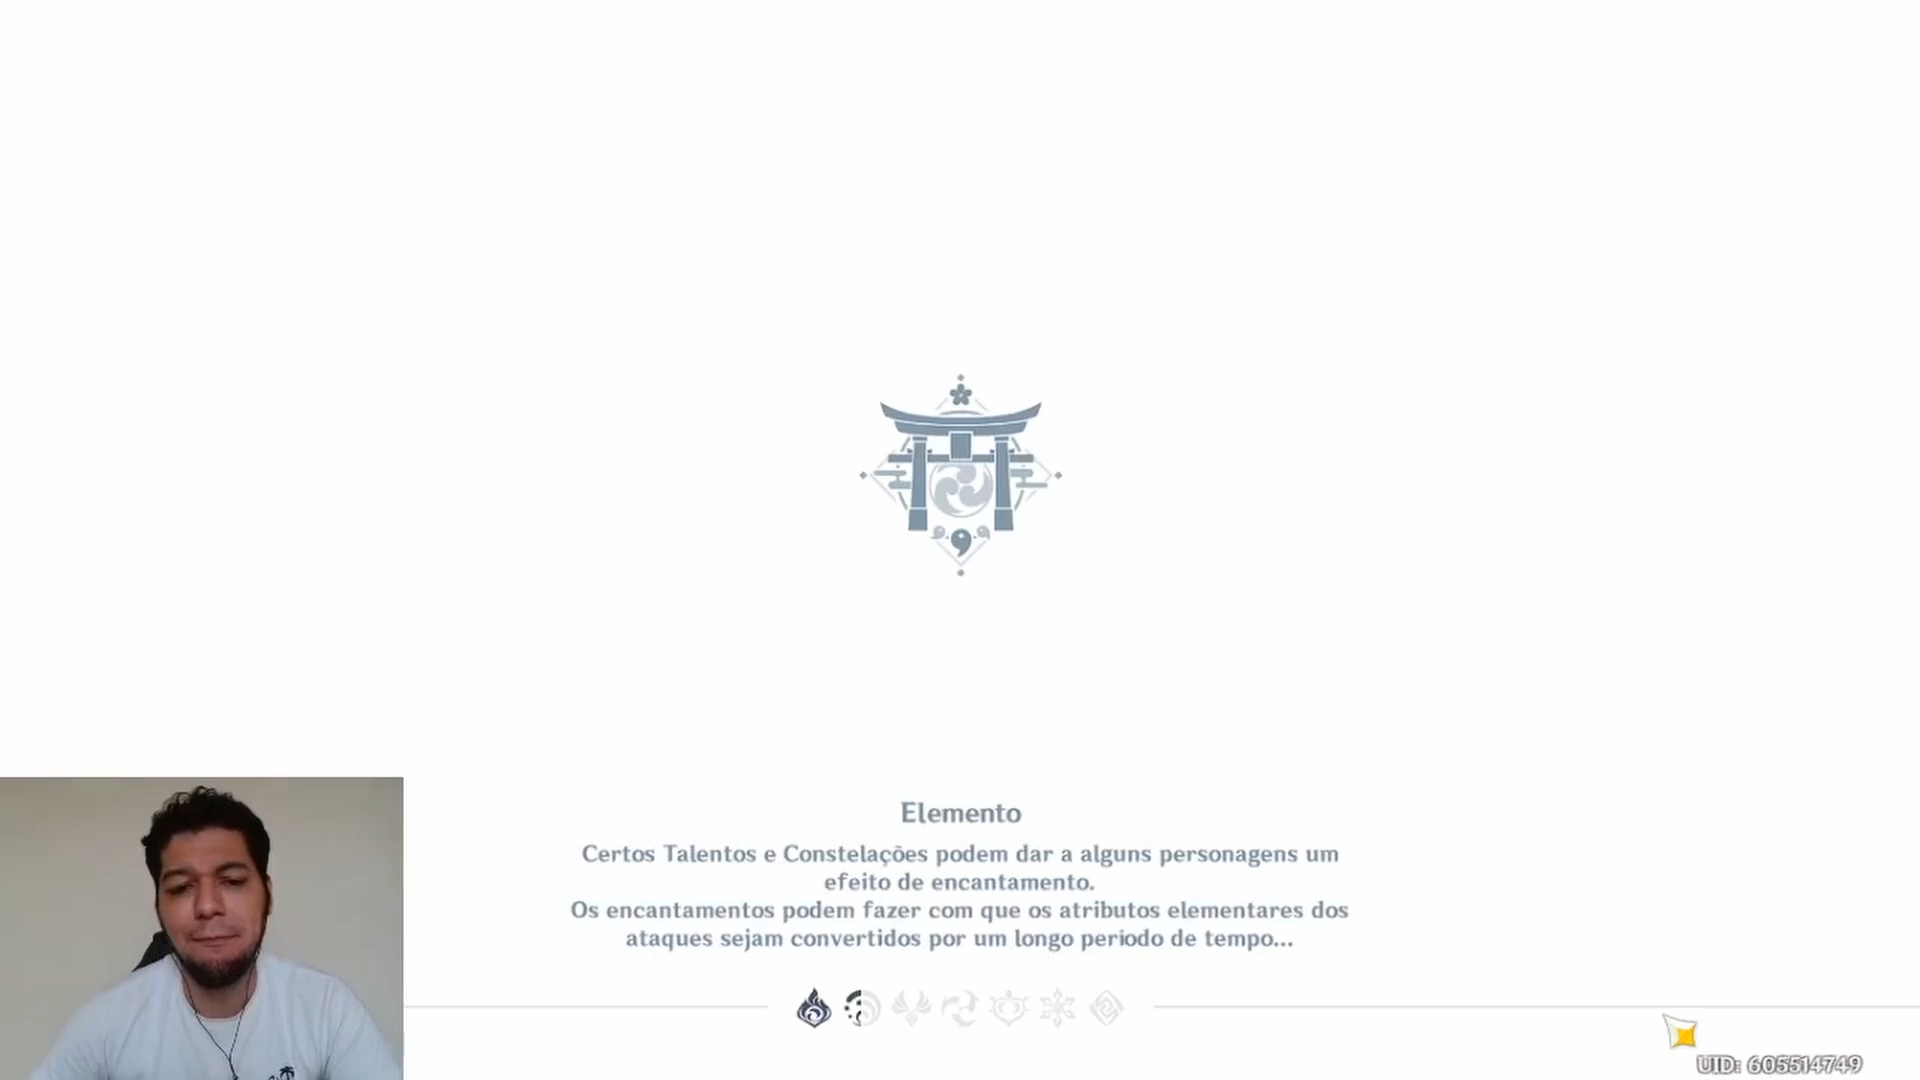 Elemento
Certos Talentos e Constelações podem dar a alguns personagens um
efeito de encantamento.
Os encantamentos podem fazer com que os atributos elementares dos
ataques sejam convertidos por um longo período de tempo...
UID: 605514749